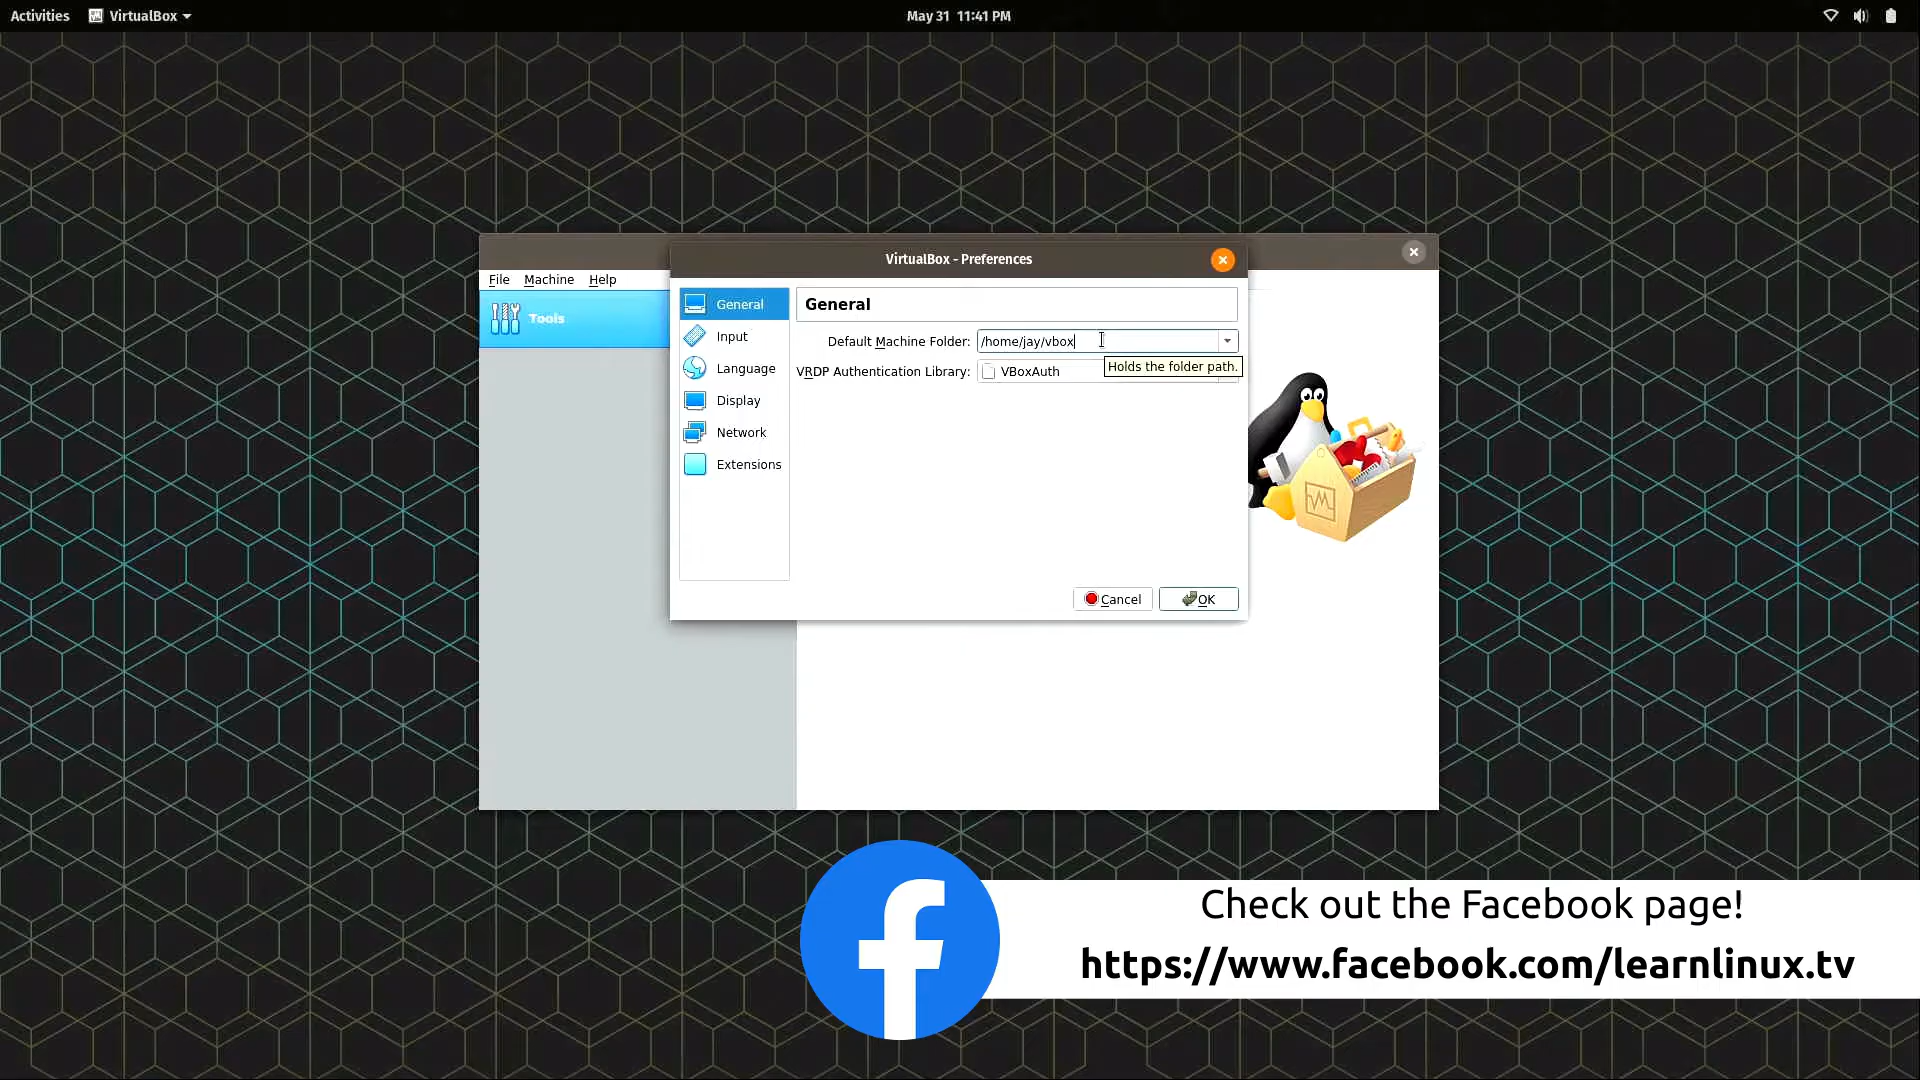 Activities VirtualBox May 31 11:41 PM
VirtualBox - Preferences
File Machine Help
Tools
General
Input
Language
Display
Network
Extensions
General
Default Machine Folder: /home/jay/vbox
VRDP Authentication Library: VBoxAuth
Holds the folder path.
Cancel OK
Check out the Facebook page!
https://www.facebook.com/learnlinux.tv